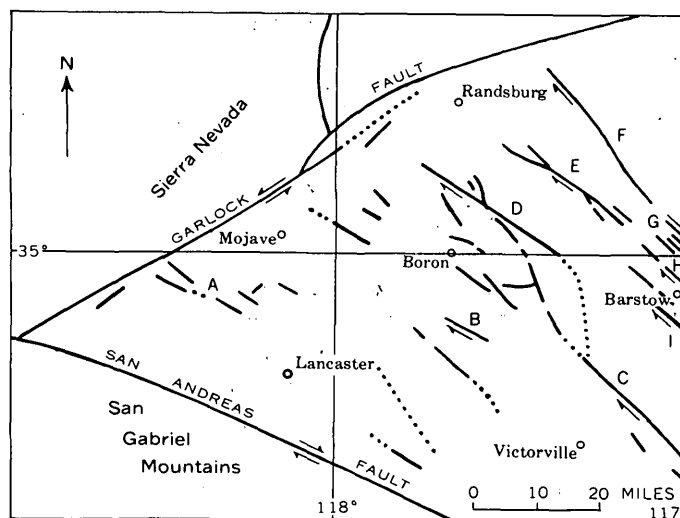 N
Sierra Nevada
GARLOCK
FAULT
Randsburg
F
E
G
D
H
35°
Mojave
Boron
A
Barstow
B
I
SAN
ANDREAS
FAULT
Lancaster
C
San
Gabriel
Mountains
Victorville
0 10 20 MILES
118°
117